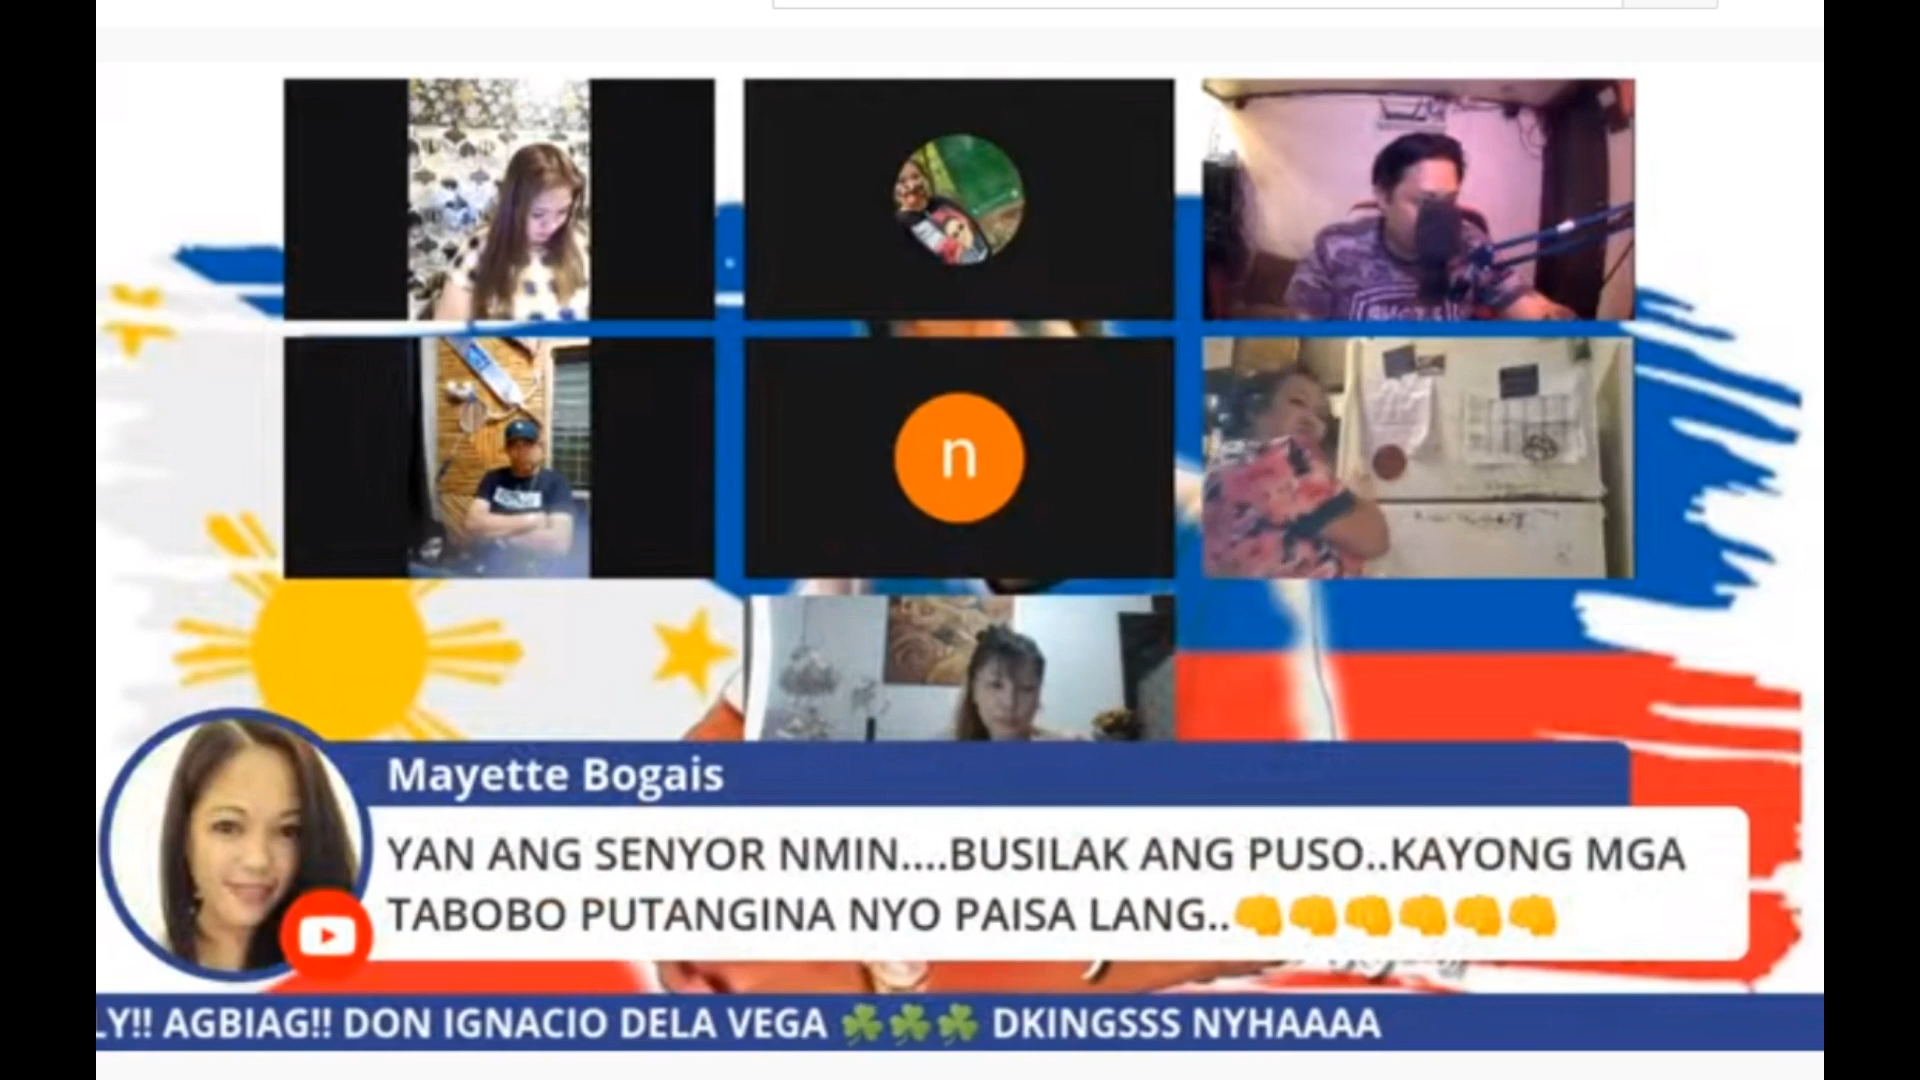 n
Mayette Bogais
YAN ANG SENYOR NMIN....BUSILAK ANG PUSO..KAYONG MGA
TABOBO PUTANGINA NYO PAISA LANG..👊👊👊👊👊👊
LY!! AGBIAG!! DON IGNACIO DELA VEGA ☘☘☘ DKINGSSS NYHAAAA